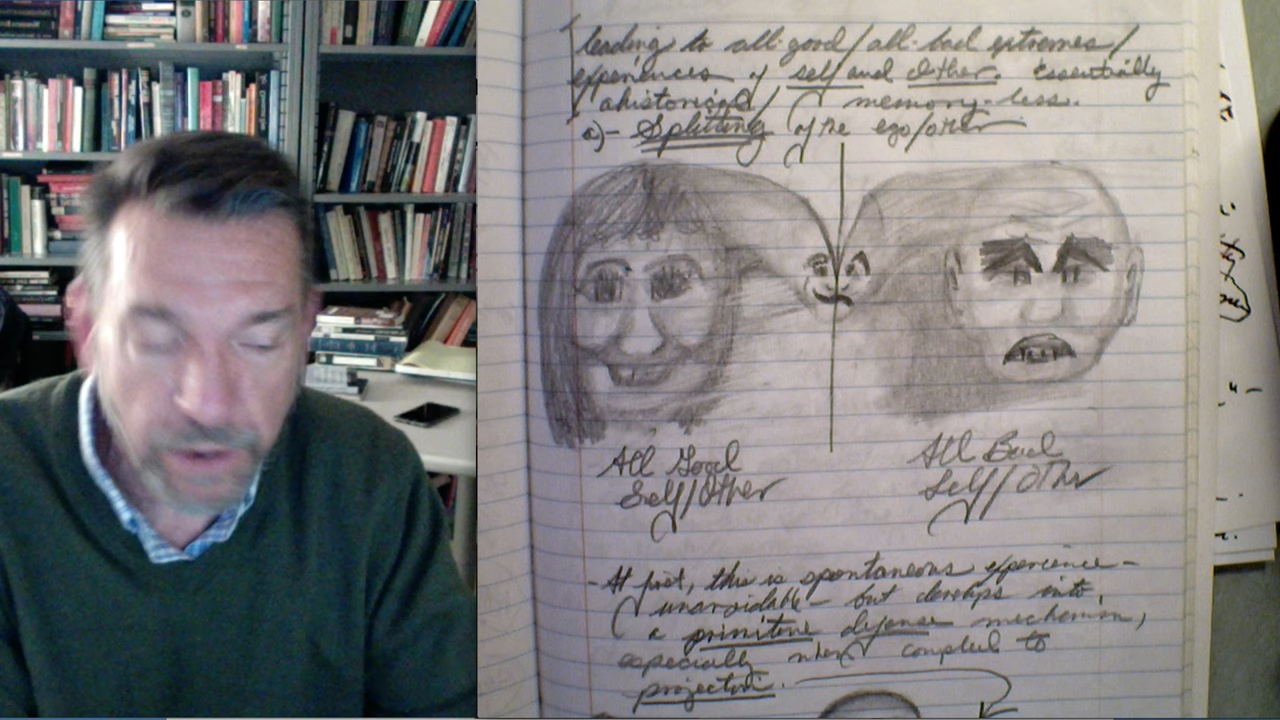 leading to all-good/all-bad extremes/
experiences of self and Other. Essentially
ahistorical/ memory-less.
a)- Splitting of the ego/other
All Good
Self/Other
All Bad
Self/Other
- At first, this is spontaneous experience -
unavoidable - but develops into
a primitive defense mechanism,
especially when coupled to
projection.